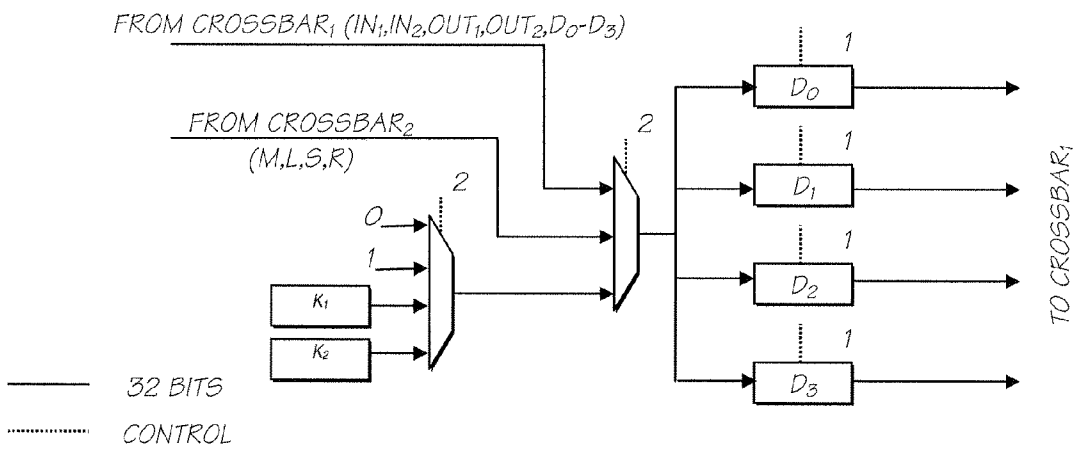 FROM CROSSBAR₁ (IN₁,IN₂,OUT₁,OUT₂,D₀-D₃)
1
D₀
FROM CROSSBAR₂
(M,L,S,R)
2
1
D₁
2
0
1
K₁
K₂
1
D₂
1
D₃
TO CROSSBAR₁
32 BITS
CONTROL